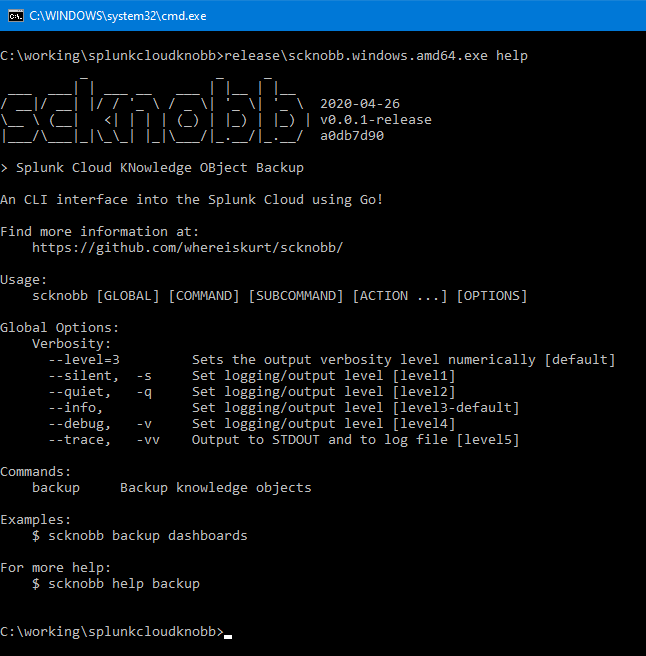 C:\WINDOWS\system32\cmd.exe
C:\working\splunkcloudknobb>release\scknobb.windows.amd64.exe help
scknobb
2020-04-26
v0.0.1-release
a0db7d90
> Splunk Cloud KNowledge OBject Backup
An CLI interface into the Splunk Cloud using Go!
Find more information at:
https://github.com/whereiskurt/scknobb/
Usage:
scknobb [GLOBAL] [COMMAND] [SUBCOMMAND] [ACTION ...] [OPTIONS]
Global Options:
Verbosity:
--level=3 Sets the output verbosity level numerically [default]
--silent, -s Set logging/output level [level1]
--quiet, -q Set logging/output level [level2]
--info, Set logging/output level [level3-default]
--debug, -v Set logging/output level [level4]
--trace, -vv Output to STDOUT and to log file [level5]
Commands:
backup Backup knowledge objects
Examples:
$ scknobb backup dashboards
For more help:
$ scknobb help backup
C:\working\splunkcloudknobb>